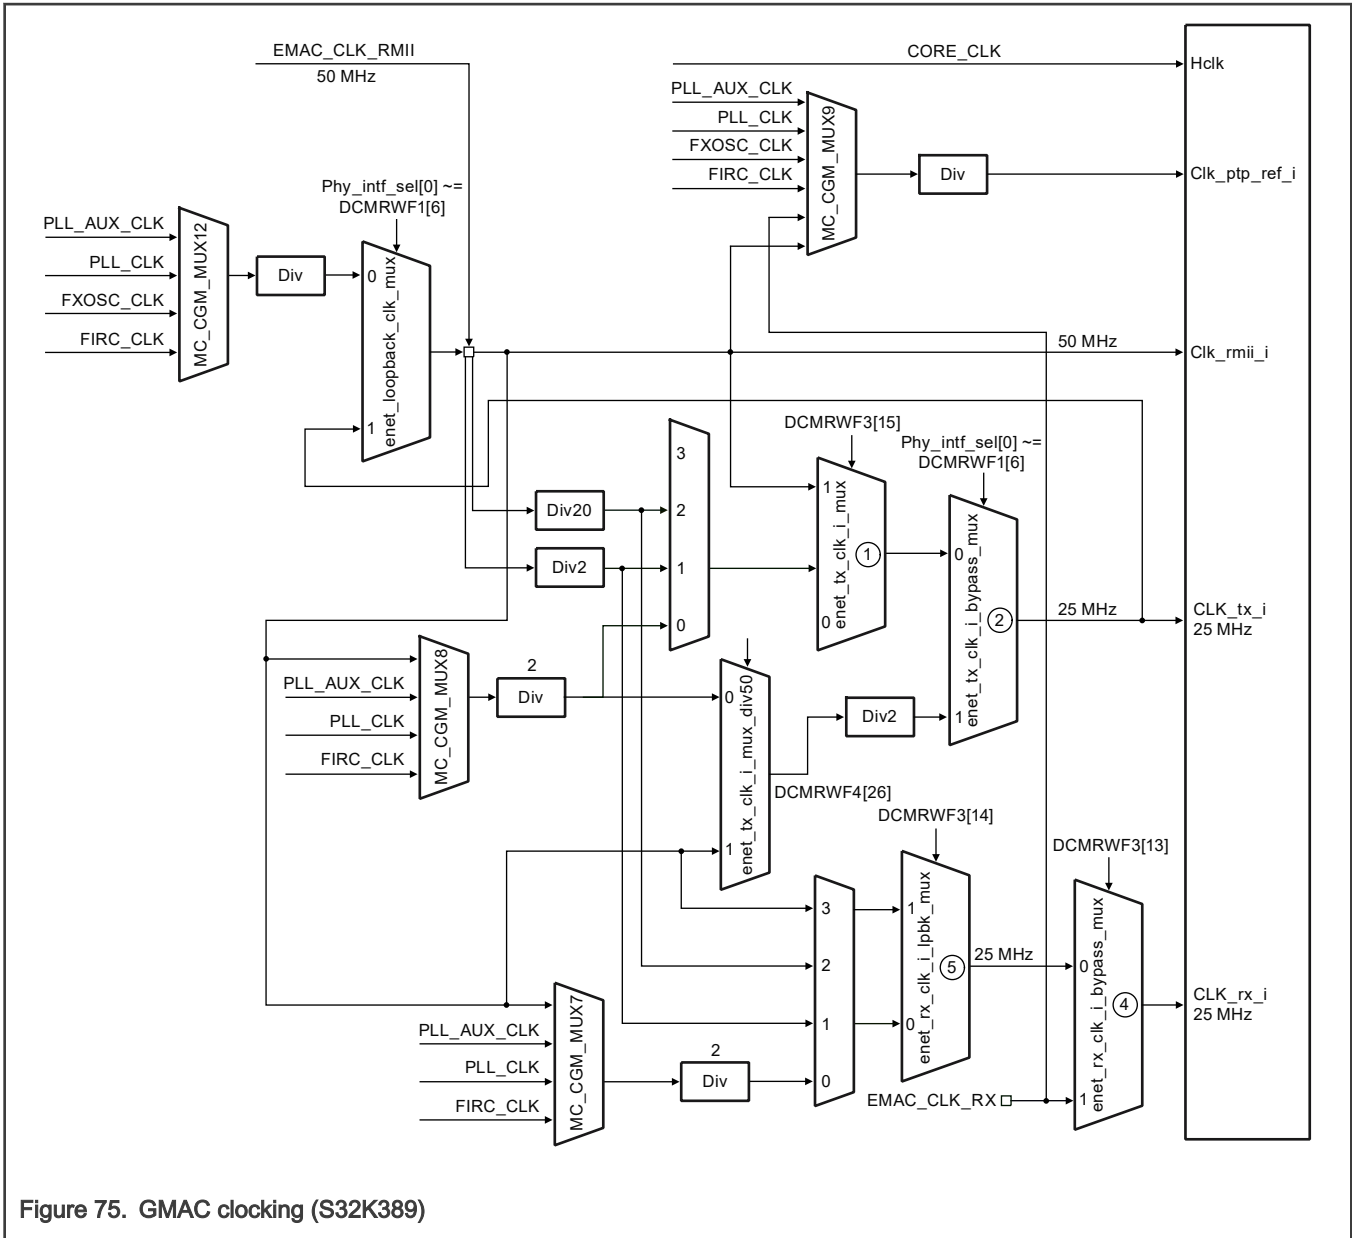 EMAC_CLK_RMII
50 MHz
CORE_CLK
Hclk
PLL_AUX_CLK
PLL_CLK
FXOSC_CLK
FIRC_CLK
MC_CGM_MUX9
Div
Clk_ptp_ref_i
Phy_intf_sel[0] ~=
DCMRWF1[6]
PLL_AUX_CLK
PLL_CLK
FXOSC_CLK
FIRC_CLK
MC_CGM_MUX12
Div
0
1
enet_loopback_clk_mux
50 MHz
Clk_rmii_i
3
2
1
0
Div20
Div2
DCMRWF3[15]
1
0
enet_tx_clk_i_mux
1
Phy_intf_sel[0] ~=
DCMRWF1[6]
0
1
enet_tx_clk_i_bypass_mux
2
25 MHz
CLK_tx_i
25 MHz
PLL_AUX_CLK
PLL_CLK
FIRC_CLK
MC_CGM_MUX8
2
Div
0
1
enet_tx_clk_i_mux_div50
Div2
DCMRWF4[26]
DCMRWF3[14]
3
2
1
0
1
0
enet_rx_clk_i_lpbk_mux
5
25 MHz
DCMRWF3[13]
0
1
enet_rx_clk_i_bypass_mux
4
CLK_rx_i
25 MHz
PLL_AUX_CLK
PLL_CLK
FIRC_CLK
MC_CGM_MUX7
2
Div
EMAC_CLK_RX
Figure 75. GMAC clocking (S32K389)